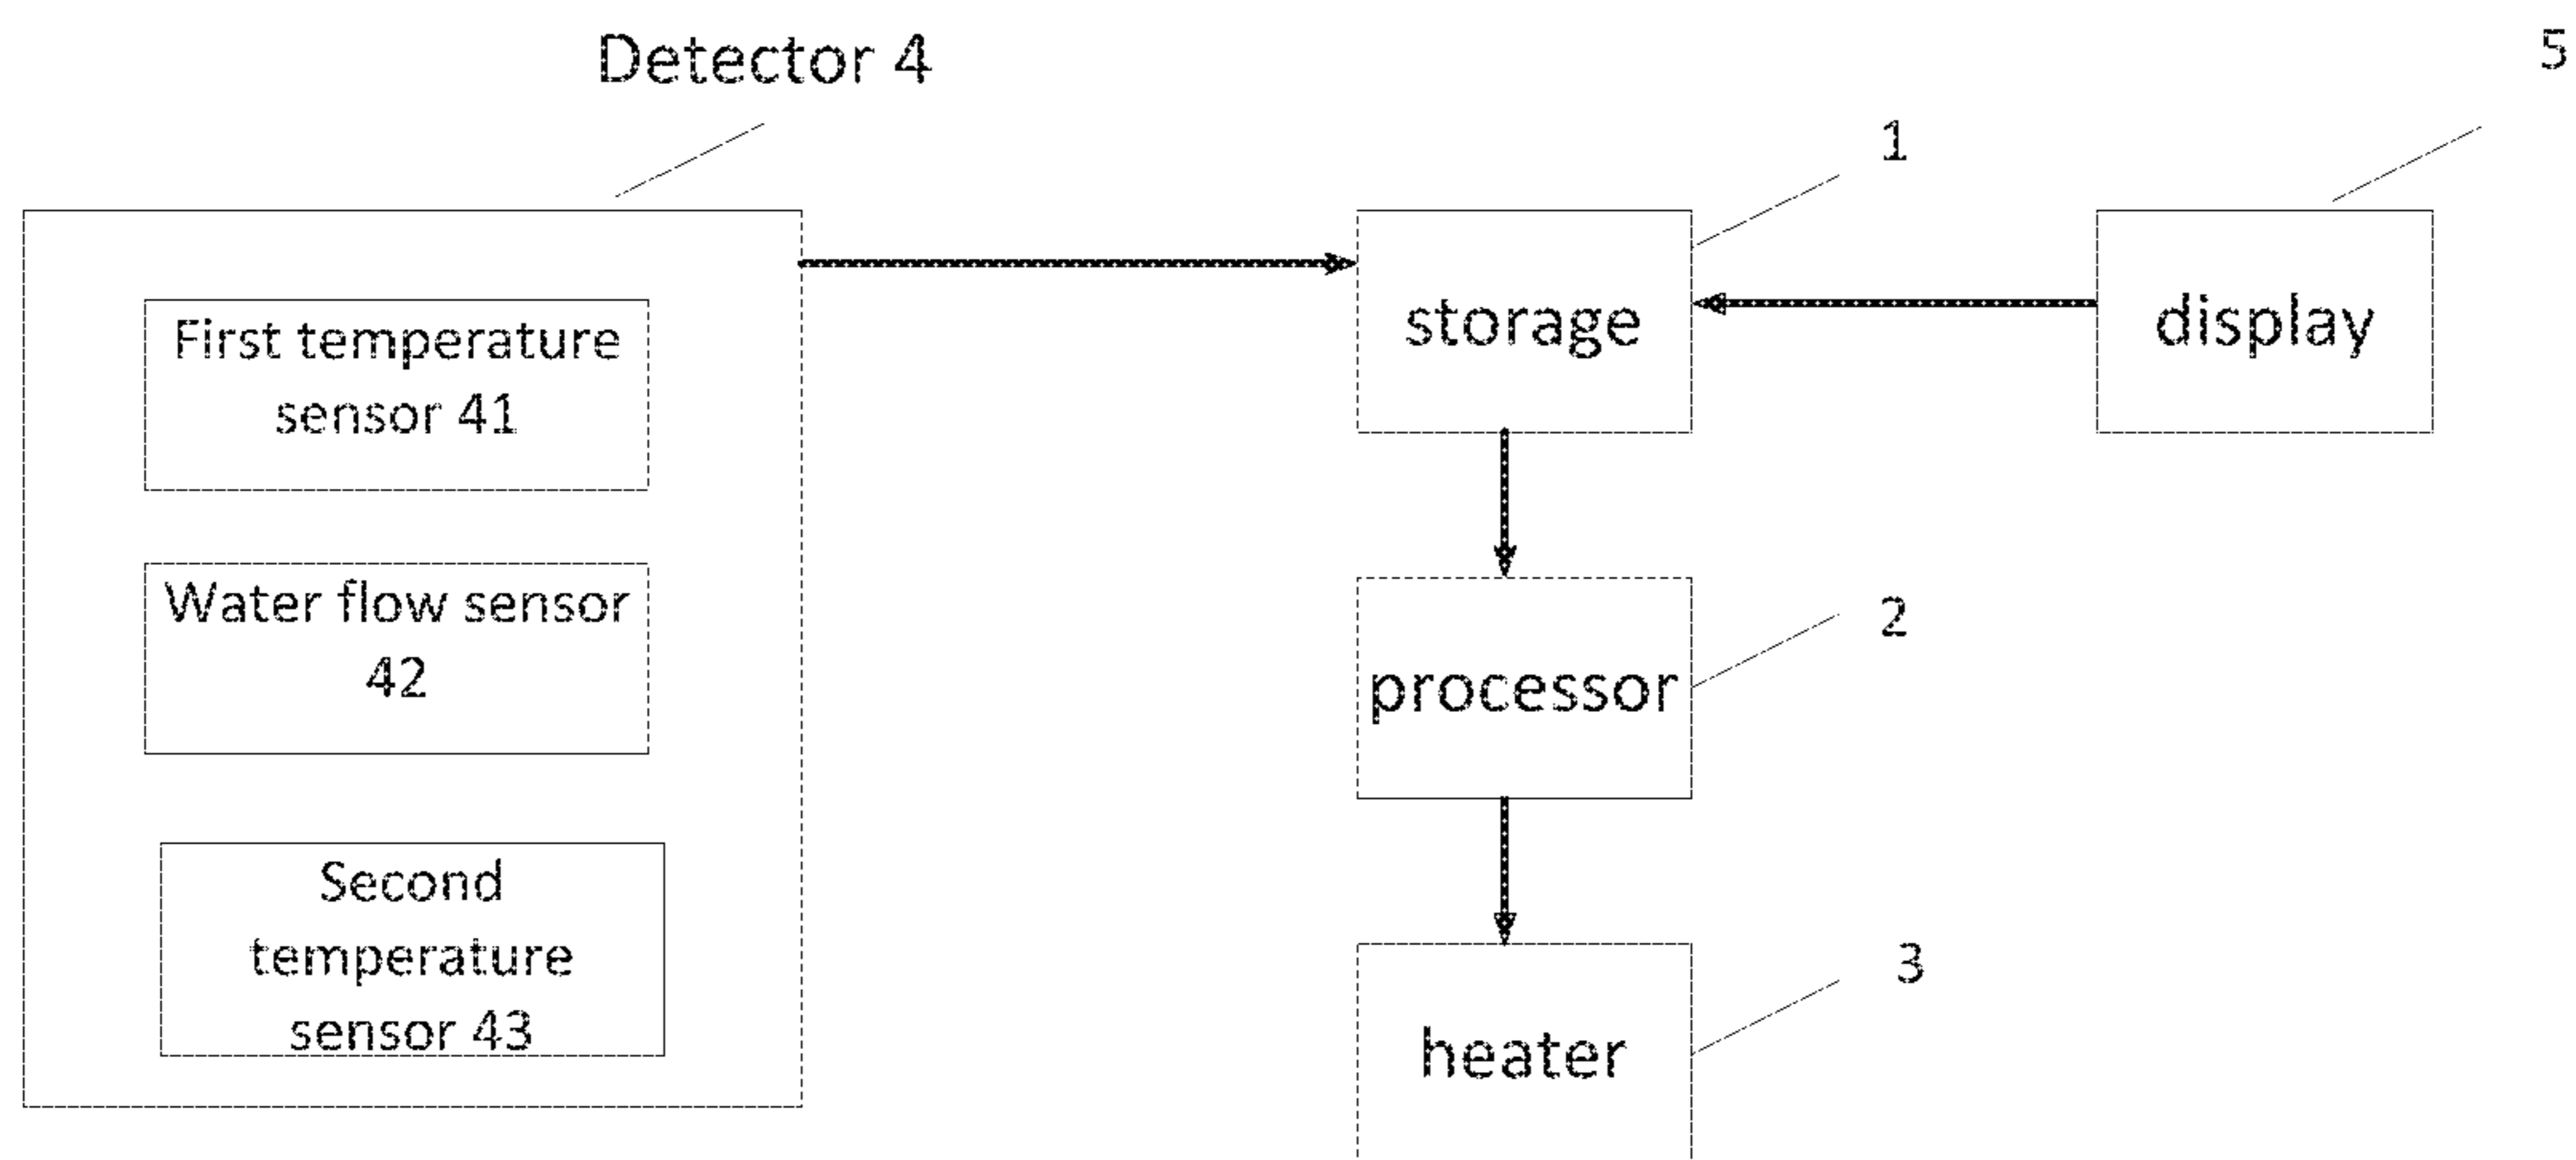 Detector 4
5
1
First temperature
sensor 41
storage
display
Water flow sensor
42
2
processor
Second
temperature
sensor 43
3
heater